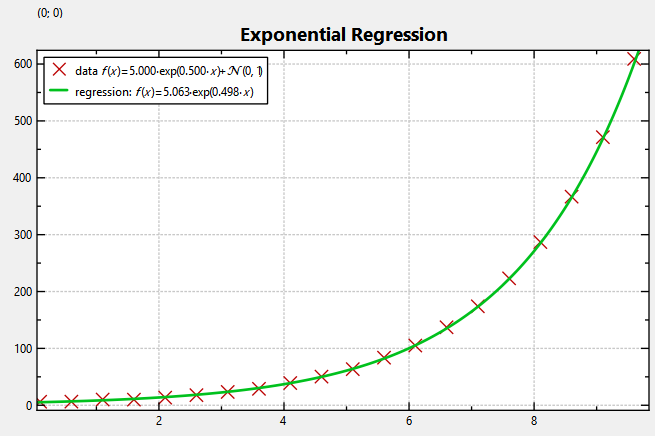 (0; 0)
Exponential Regression
data f(x)=5.000·exp(0.500·x)+𝒩(0, 1)
regression: f(x)=5.063·exp(0.498·x)
600
500
400
300
200
100
0
2 4 6 8